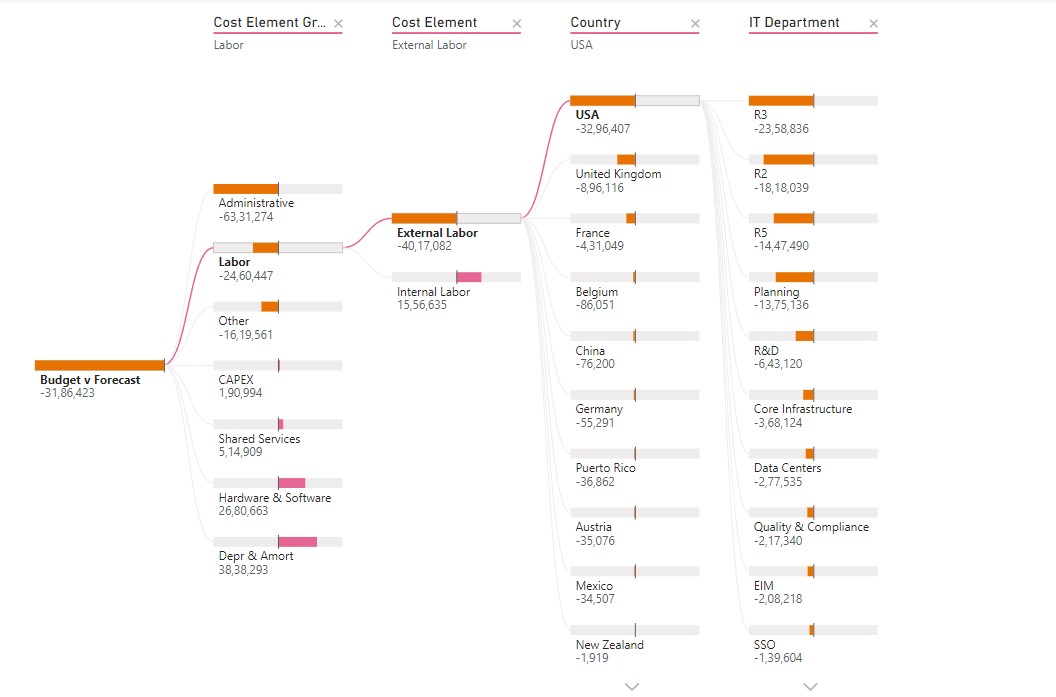 Cost Element Gr... ×
Labor
Cost Element ×
External Labor
Country ×
USA
IT Department ×
Budget v Forecast
-31,86,423
Administrative
-63,31,274
Labor
-24,60,447
Other
-16,19,561
CAPEX
1,90,994
Shared Services
5,14,909
Hardware & Software
26,80,663
Depr & Amort
38,38,293
External Labor
-40,17,082
Internal Labor
15,56,635
USA
-32,96,407
United Kingdom
-8,96,116
France
-4,31,049
Belgium
-86,051
China
-76,200
Germany
-55,291
Puerto Rico
-36,862
Austria
-35,076
Mexico
-34,507
New Zealand
-1,919
R3
-23,58,836
R2
-18,18,039
R5
-14,47,490
Planning
-13,75,136
R&D
-6,43,120
Core Infrastructure
-3,68,124
Data Centers
-2,77,535
Quality & Compliance
-2,17,340
EIM
-2,08,218
SSO
-1,39,604